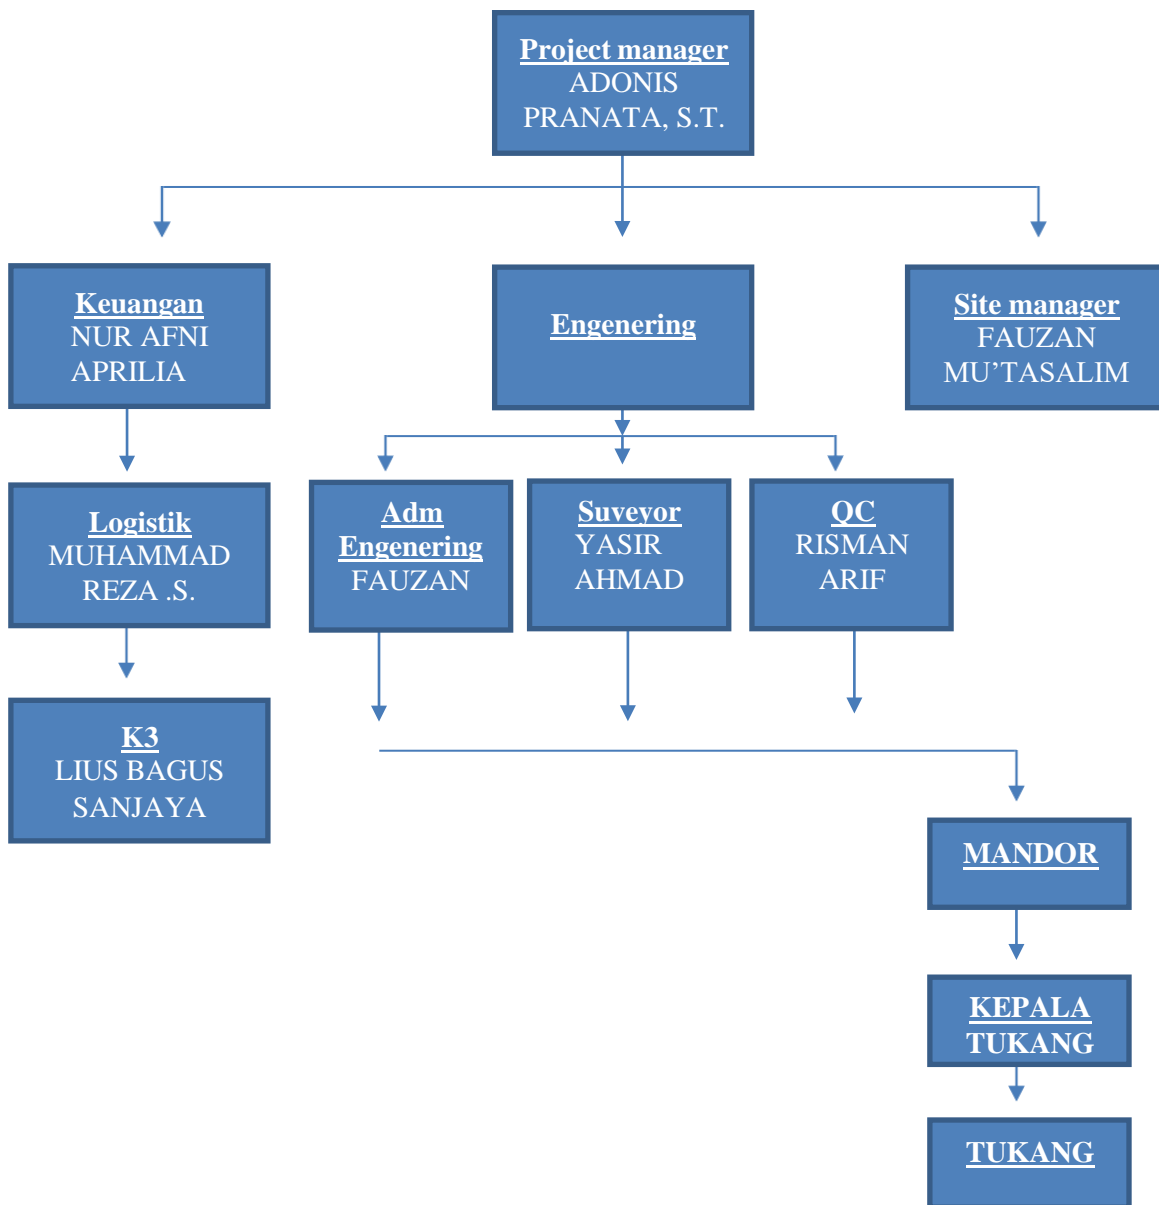 Project manager
ADONIS
PRANATA, S.T.
Keuangan
NUR AFNI
APRILIA
Engenering
Site manager
FAUZAN
MU’TASALIM
Logistik
MUHAMMAD
REZA .S.
Adm
Engenering
FAUZAN
Suveyor
YASIR
AHMAD
QC
RISMAN
ARIF
K3
LIUS BAGUS
SANJAYA
MANDOR
KEPALA
TUKANG
TUKANG